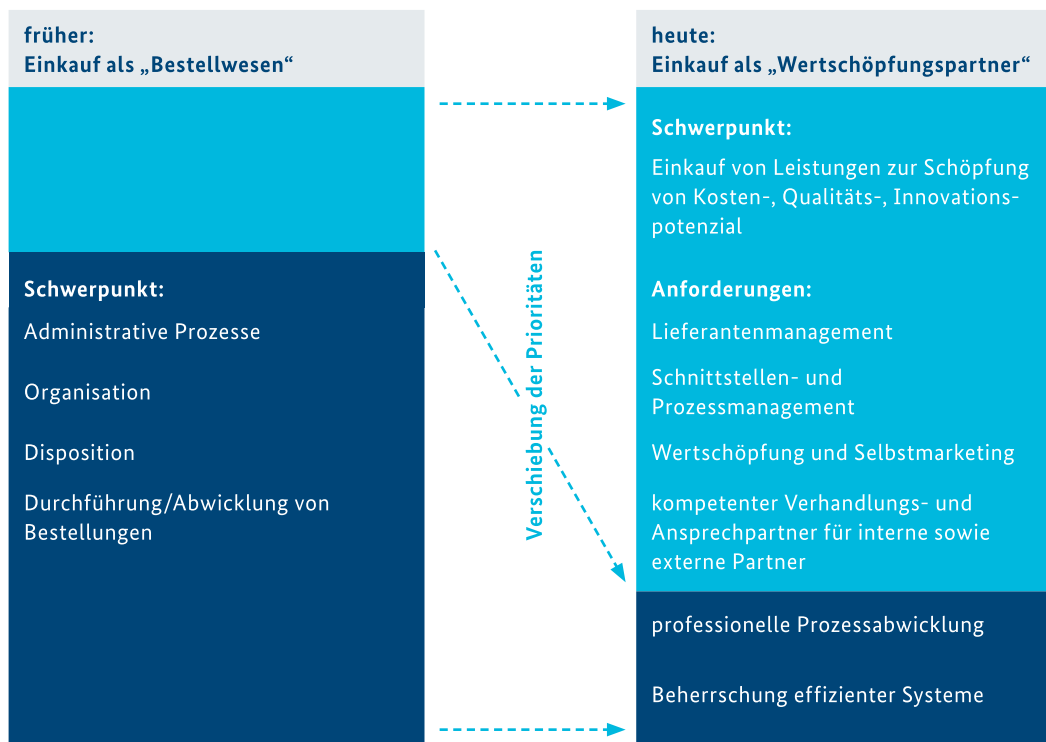 früher:
Einkauf als „Bestellwesen“
Schwerpunkt:
Administrative Prozesse
Organisation
Disposition
Durchführung/Abwicklung von
Bestellungen
Verschiebung der Prioritäten
heute:
Einkauf als „Wertschöpfungspartner“
Schwerpunkt:
Einkauf von Leistungen zur Schöpfung
von Kosten-, Qualitäts-, Innovations-
potenzial
Anforderungen:
Lieferantenmanagement
Schnittstellen- und
Prozessmanagement
Wertschöpfung und Selbstmarketing
kompetenter Verhandlungs- und
Ansprechpartner für interne sowie
externe Partner
professionelle Prozessabwicklung
Beherrschung effizienter Systeme